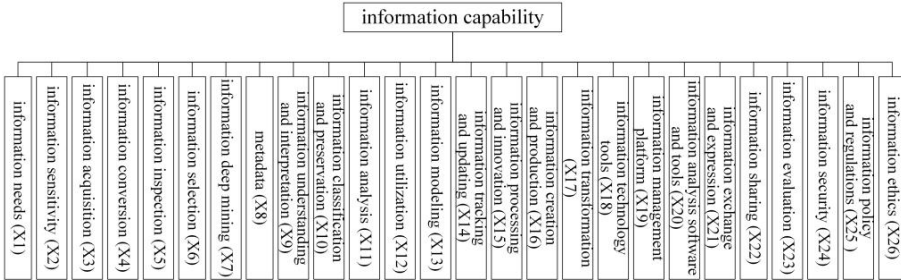 information capability
information needs (X1)
information sensitivity (X2)
information acquisition (X3)
information conversion (X4)
information inspection (X5)
information selection (X6)
information deep mining (X7)
metadata (X8)
information understanding
and interpretation (X9)
information classification
and preservation (X10)
information analysis (X11)
information utilization (X12)
information modeling (X13)
information tracking
and updating (X14)
information processing
and innovation (X15)
information creation
and production (X16)
information transformation
(X17)
information technology
tools (X18)
information management
platform (X19)
information analysis software
and tools (X20)
information exchange
and expression (X21)
information sharing (X22)
information evaluation (X23)
information security (X24)
information policy
and regulations (X25)
information ethics (X26)